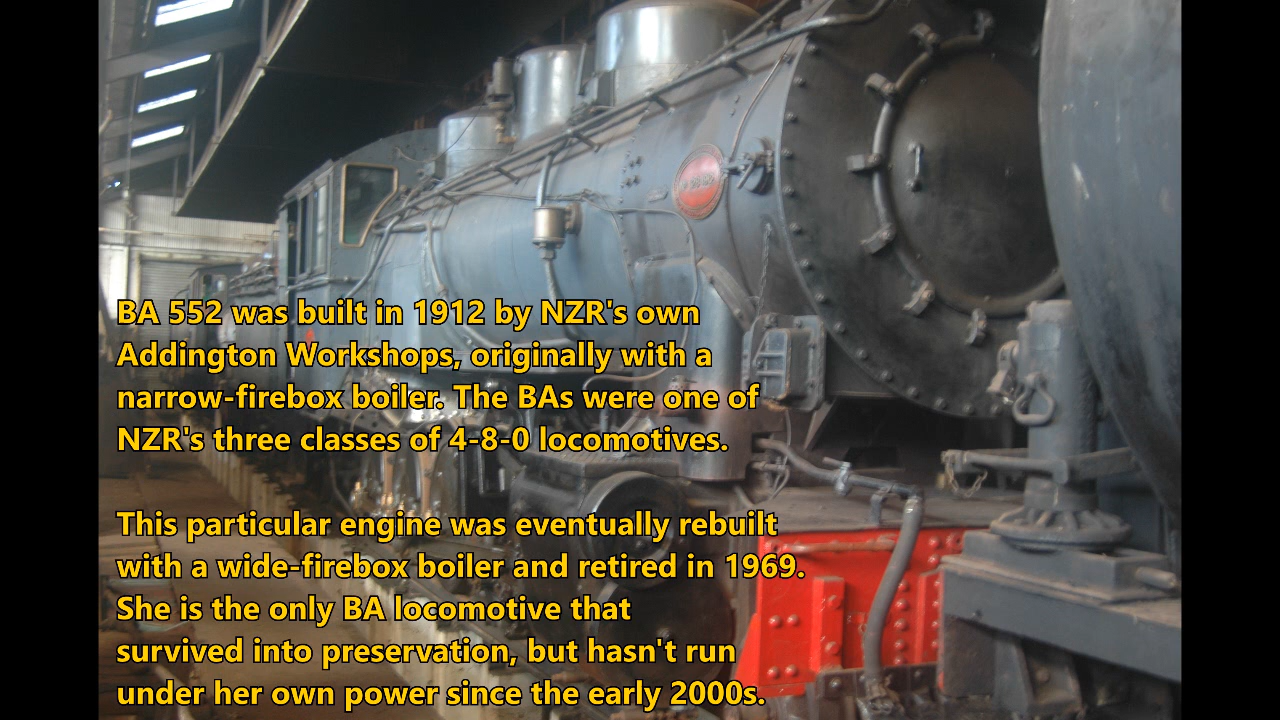 BA 552 was built in 1912 by NZR's own
Addington Workshops, originally with a
narrow-firebox boiler. The BAs were one of
NZR's three classes of 4-8-0 locomotives.
This particular engine was eventually rebuilt
with a wide-firebox boiler and retired in 1969.
She is the only BA locomotive that
survived into preservation, but hasn't run
under her own power since the early 2000s.